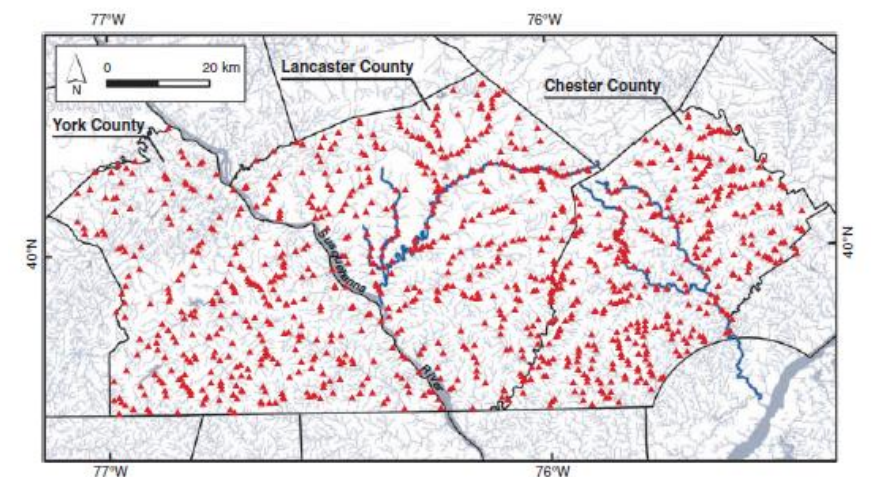 77°W 76°W
0 20 km
N
Lancaster County
Chester County
York County
40°N 40°N
Susquehanna
River
77°W 76°W